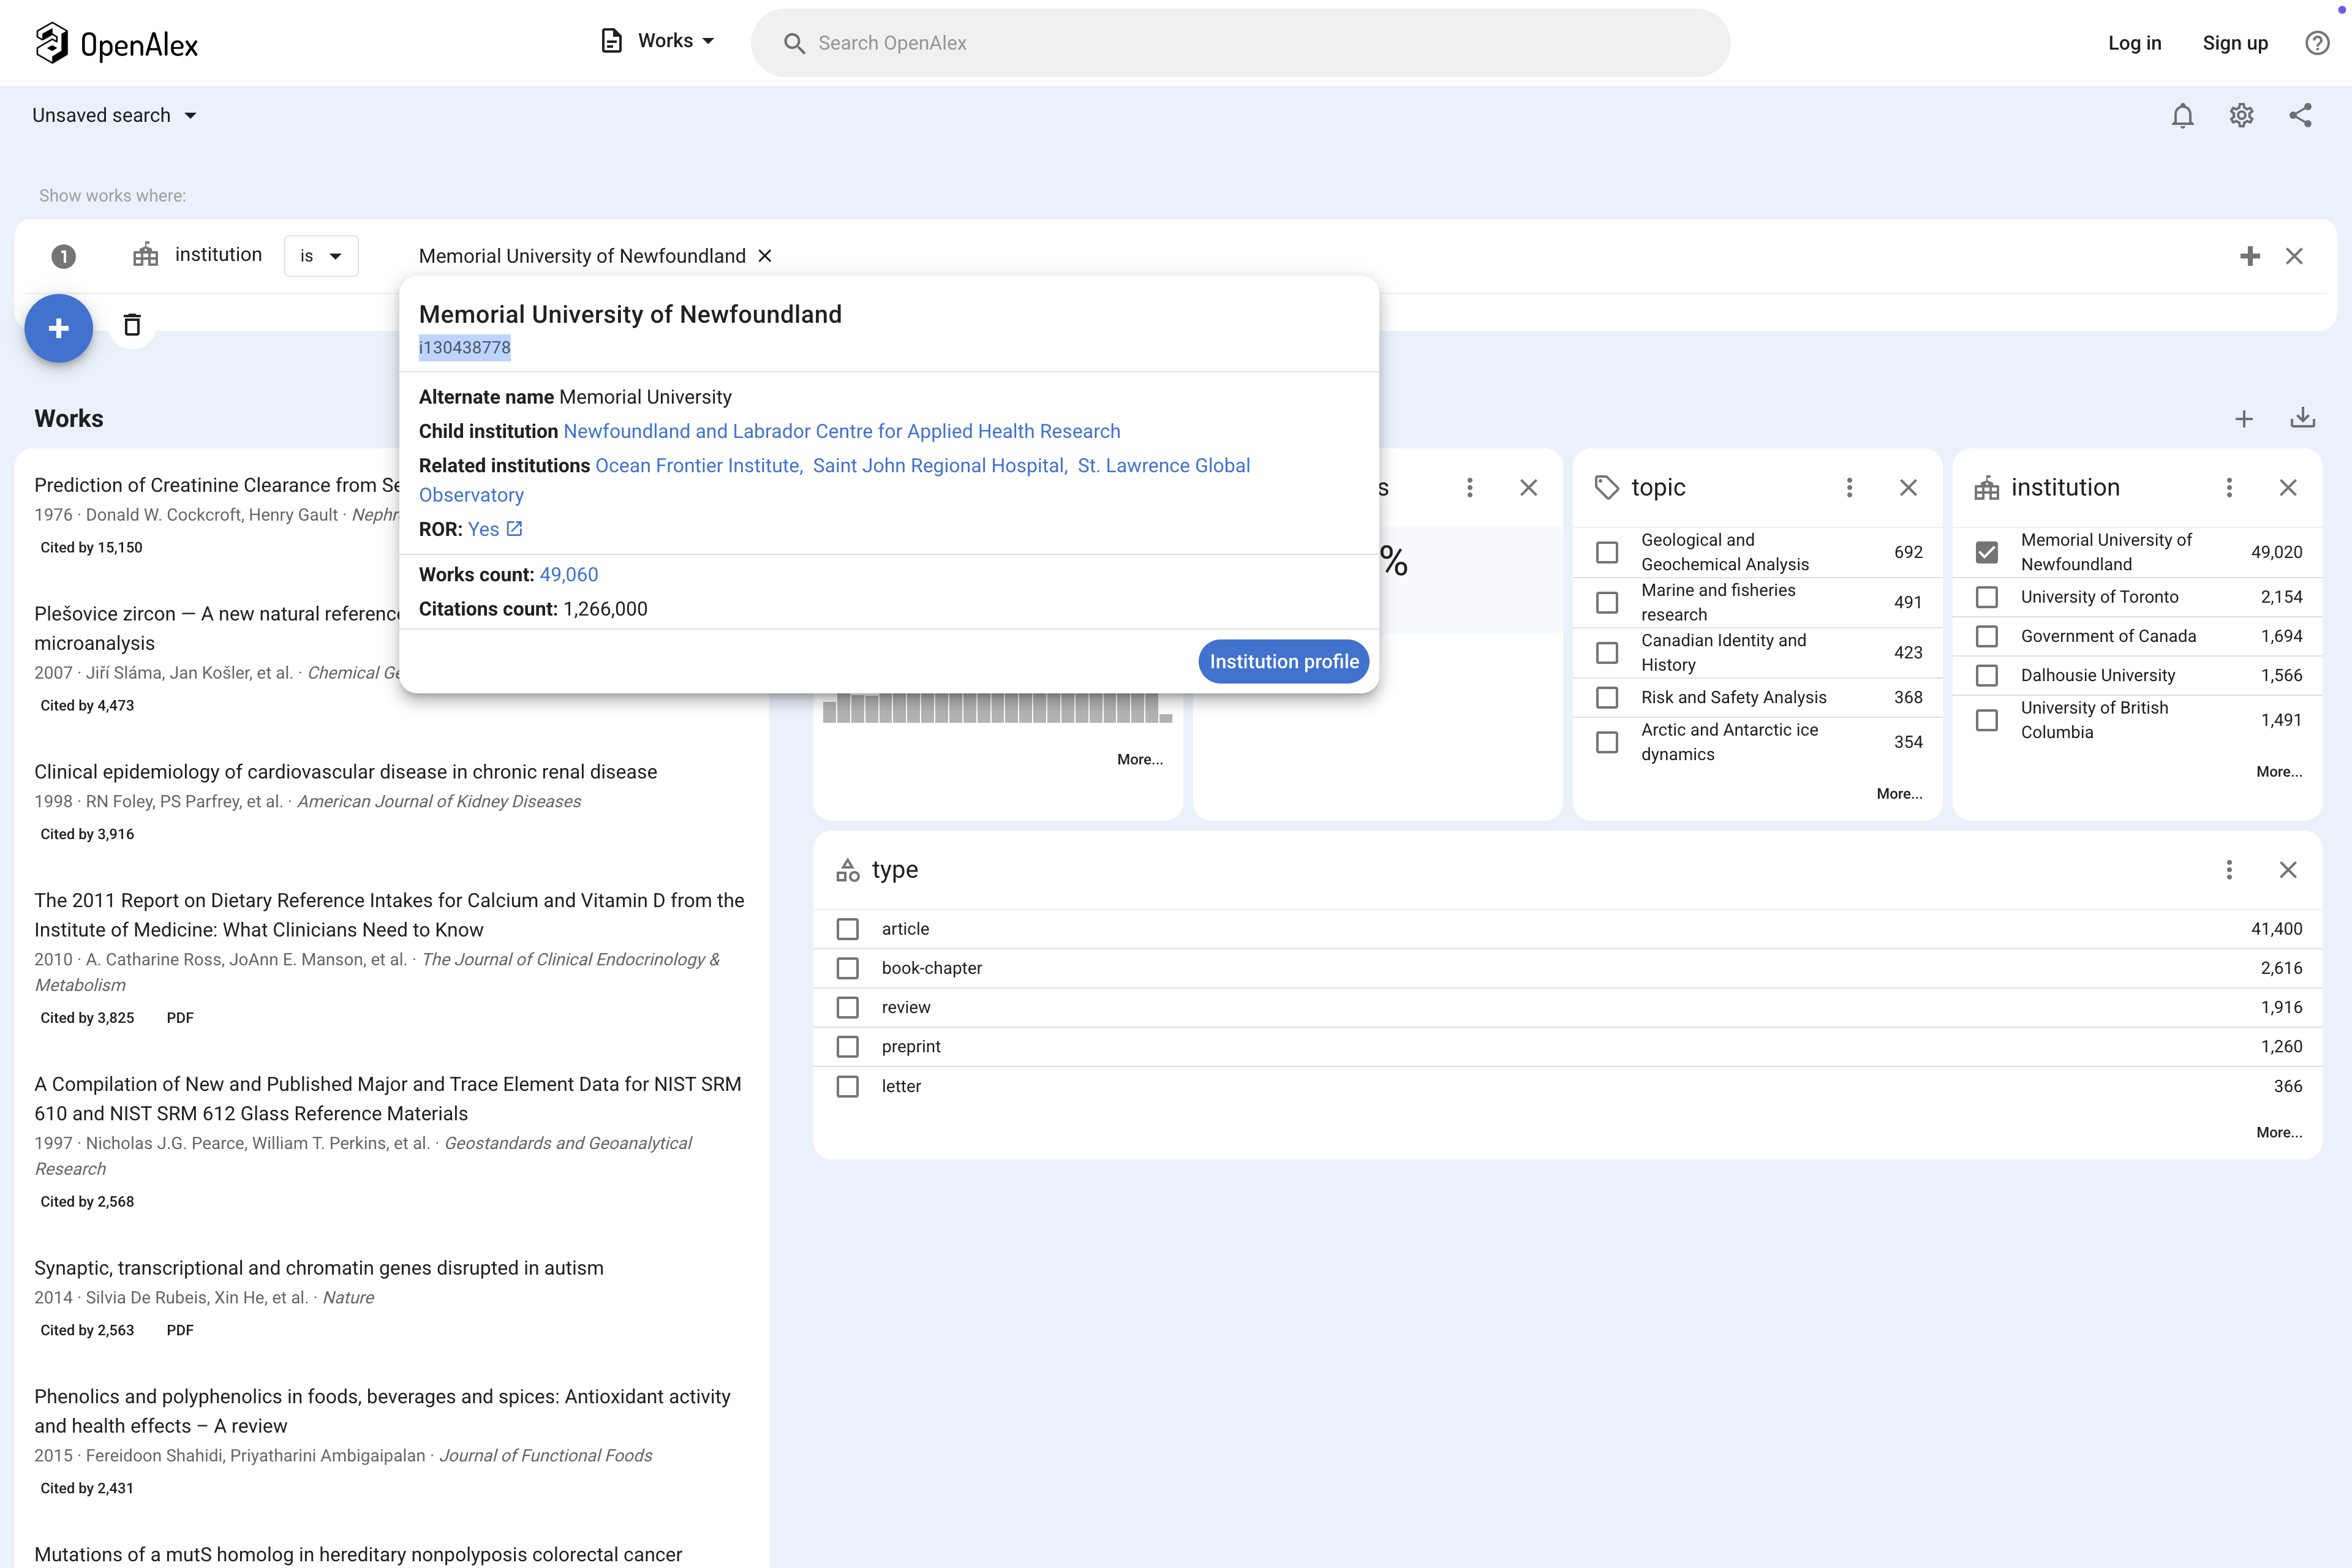 OpenAlex
Works
Search OpenAlex
Log in
Sign up
Unsaved search
Show works where:
1
institution
is
Memorial University of Newfoundland
Memorial University of Newfoundland
i130438778
Alternate name Memorial University
Child institution Newfoundland and Labrador Centre for Applied Health Research
Related institutions Ocean Frontier Institute, Saint John Regional Hospital, St. Lawrence Global
Observatory
ROR: Yes
Works count: 49,060
Citations count: 1,266,000
Institution profile
Works
Prediction of Creatinine Clearance from Se
1976 · Donald W. Cockcroft, Henry Gault · Nephr
Cited by 15,150
Plešovice zircon — A new natural reference
microanalysis
2007 · Jiří Sláma, Jan Košler, et al. · Chemical Ge
Cited by 4,473
Clinical epidemiology of cardiovascular disease in chronic renal disease
1998 · RN Foley, PS Parfrey, et al. · American Journal of Kidney Diseases
Cited by 3,916
The 2011 Report on Dietary Reference Intakes for Calcium and Vitamin D from the
Institute of Medicine: What Clinicians Need to Know
2010 · A. Catharine Ross, JoAnn E. Manson, et al. · The Journal of Clinical Endocrinology &
Metabolism
Cited by 3,825 PDF
A Compilation of New and Published Major and Trace Element Data for NIST SRM
610 and NIST SRM 612 Glass Reference Materials
1997 · Nicholas J.G. Pearce, William T. Perkins, et al. · Geostandards and Geoanalytical
Research
Cited by 2,568
Synaptic, transcriptional and chromatin genes disrupted in autism
2014 · Silvia De Rubeis, Xin He, et al. · Nature
Cited by 2,563 PDF
Phenolics and polyphenolics in foods, beverages and spices: Antioxidant activity
and health effects – A review
2015 · Fereidoon Shahidi, Priyatharini Ambigaipalan · Journal of Functional Foods
Cited by 2,431
Mutations of a mutS homolog in hereditary nonpolyposis colorectal cancer
More...
s
%
topic
Geological and
Geochemical Analysis 692
Marine and fisheries
research 491
Canadian Identity and
History 423
Risk and Safety Analysis 368
Arctic and Antarctic ice
dynamics 354
More...
institution
Memorial University of
Newfoundland 49,020
University of Toronto 2,154
Government of Canada 1,694
Dalhousie University 1,566
University of British
Columbia 1,491
More...
type
article 41,400
book-chapter 2,616
review 1,916
preprint 1,260
letter 366
More...